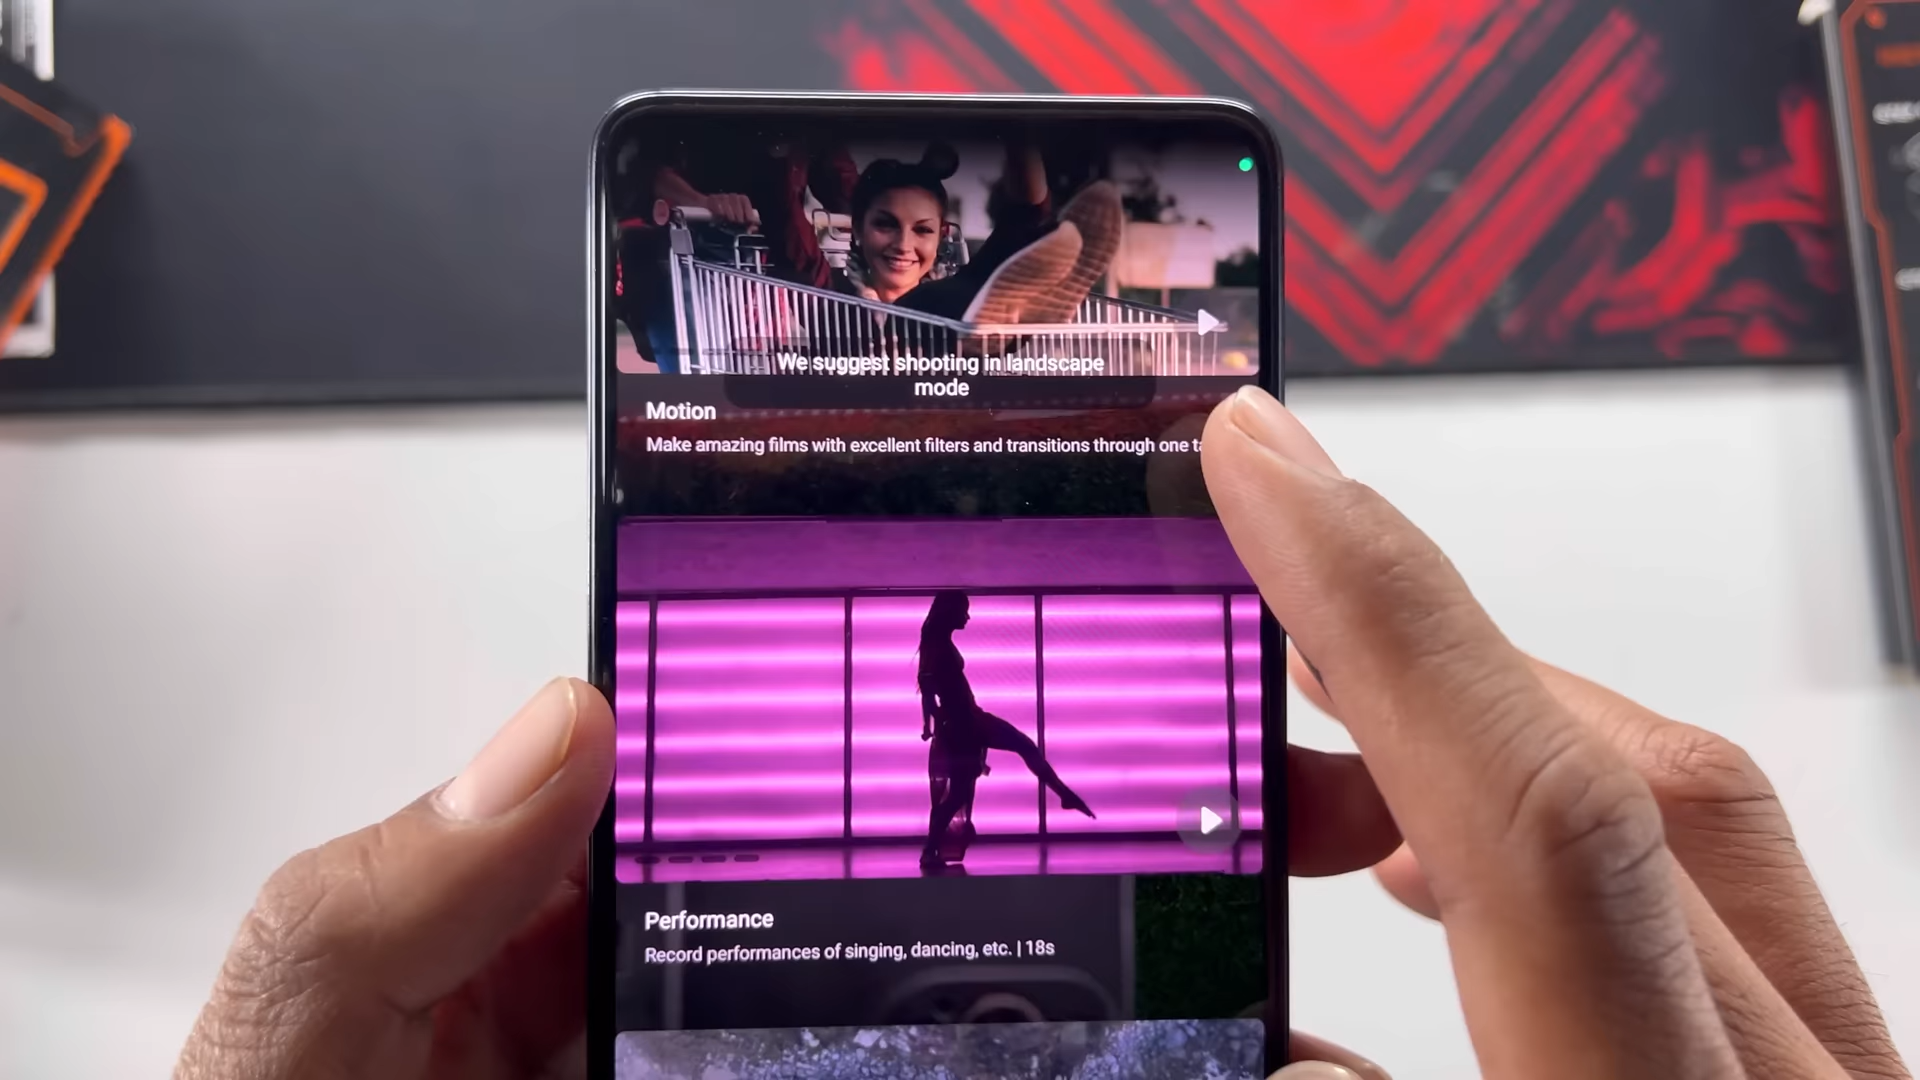 We suggest shooting in landscape
mode
Motion
Make amazing films with excellent filters and transitions through one
Performance
Record performances of singing, dancing, etc. | 18s